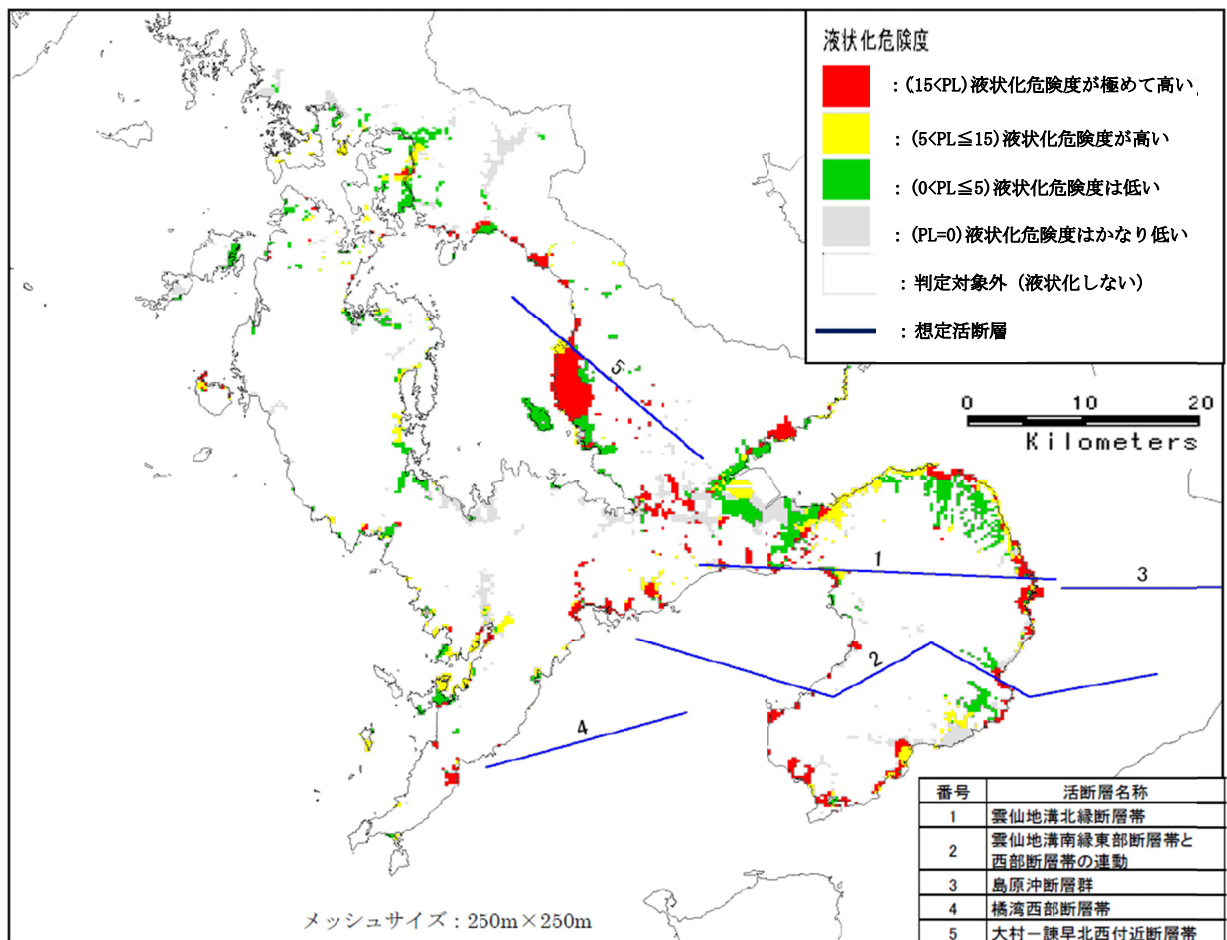 液状化危険度
：(15<PL)液状化危険度が極めて高い
：(5<PL≦15)液状化危険度が高い
：(0<PL≦5)液状化危険度は低い
：(PL=0)液状化危険度はかなり低い
：判定対象外（液状化しない）
：想定活断層
0 10 20
Kilometers
5
1
3
2
4
番号 活断層名称
1 雲仙地溝北縁断層帯
2 雲仙地溝南縁東部断層帯と
西部断層帯の連動
3 島原沖断層群
4 橘湾西部断層帯
5 大村－諫早北西付近断層帯
メッシュサイズ：250m×250m